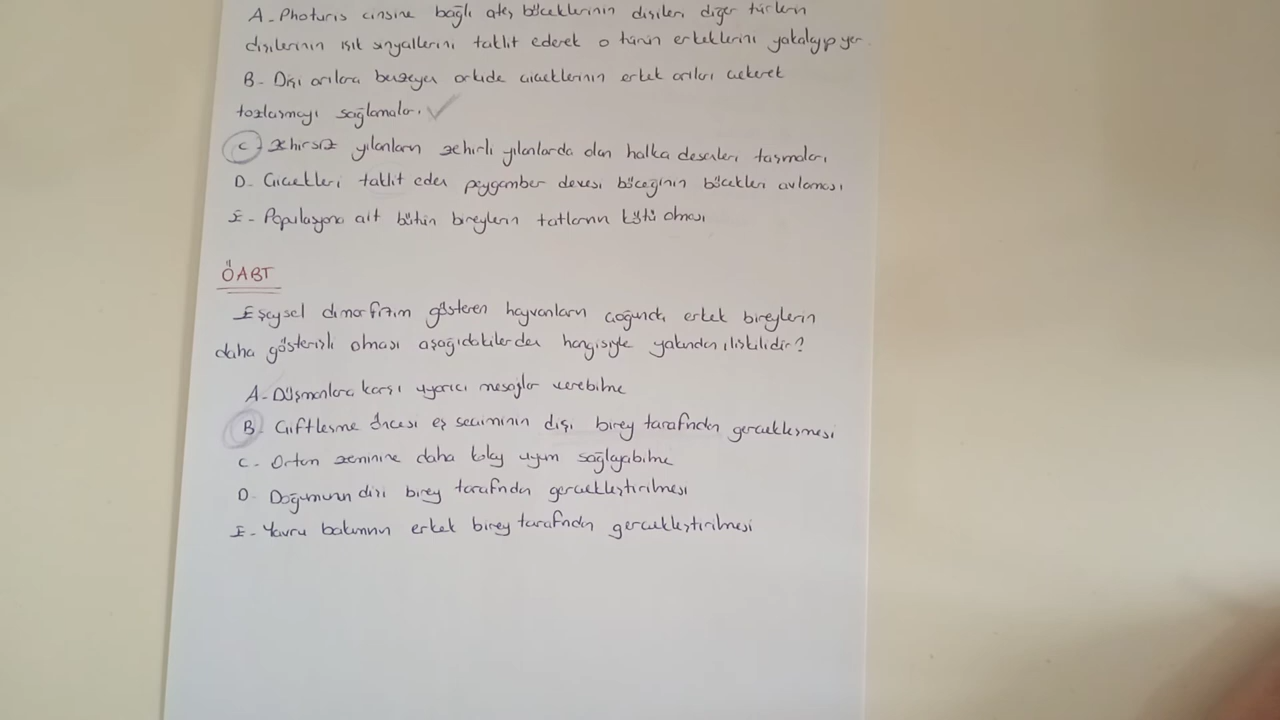 A- Photuris cinsine bağlı ateş böceklerinin dişileri diğer türlerin
dişilerinin ışık sinyallerini taklit ederek o türün erkeklerini yakalayıp yer.
B- Dişi arılara benzeyen orkide çiçeklerinin erkek arıları çekerek
tozlaşmayı sağlamaları.
C- Zehirsiz yılanların zehirli yılanlarda olan halka desenleri taşımaları
D- Çiçekleri taklit eden peygamber devesi böceğinin böcekleri avlaması
E- Populasyona ait bütün bireylerin tatlarının kötü olması
ÖABT
Eşeysel dimorfizim gösteren hayvanların çoğunda erkek bireylerin
daha gösterişli olması aşağıdakilerden hangisiyle yakından ilişkilidir?
A- Düşmanlara karşı uyarıcı mesajlar verebilme
B- Çiftleşme öncesi eş seçiminin dişi birey tarafından gerçekleşmesi
C- Ortam zeminine daha kolay uyum sağlayabilme
D- Doğumunun dişi birey tarafından gerçekleştirilmesi
E- Yavru bakımının erkek birey tarafından gerçekleştirilmesi